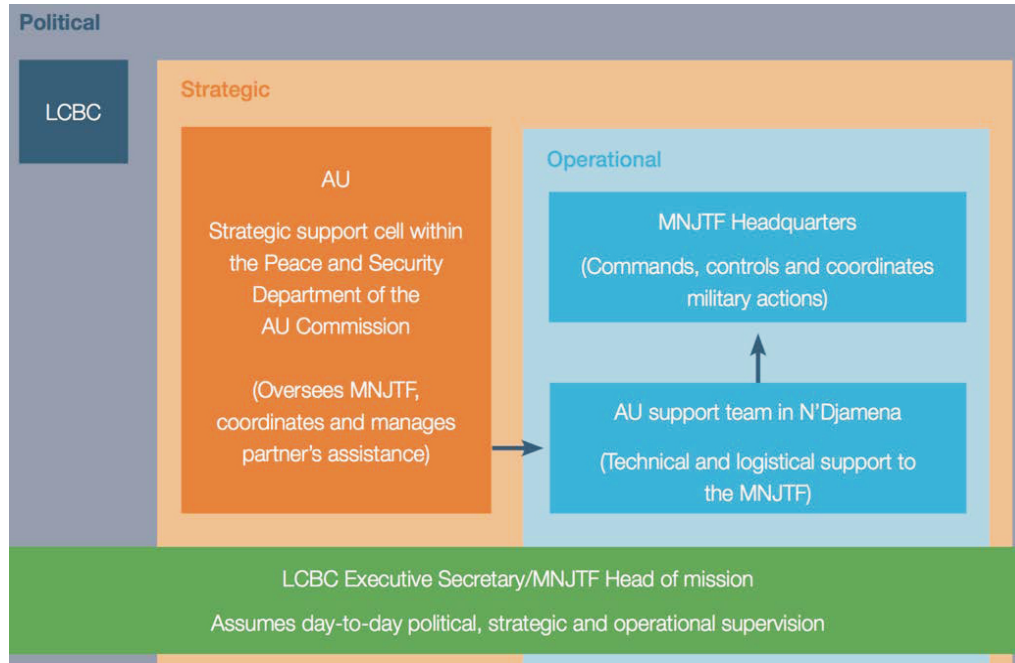 Political
LCBC
Strategic
AU
Strategic support cell within
the Peace and Security
Department of the
AU Commission
(Oversees MNJTF,
coordinates and manages
partner's assistance)
Operational
MNJTF Headquarters
(Commands, controls and coordinates
military actions)
AU support team in N'Djamena
(Technical and logistical support to
the MNJTF)
LCBC Executive Secretary/MNJTF Head of mission
Assumes day-to-day political, strategic and operational supervision